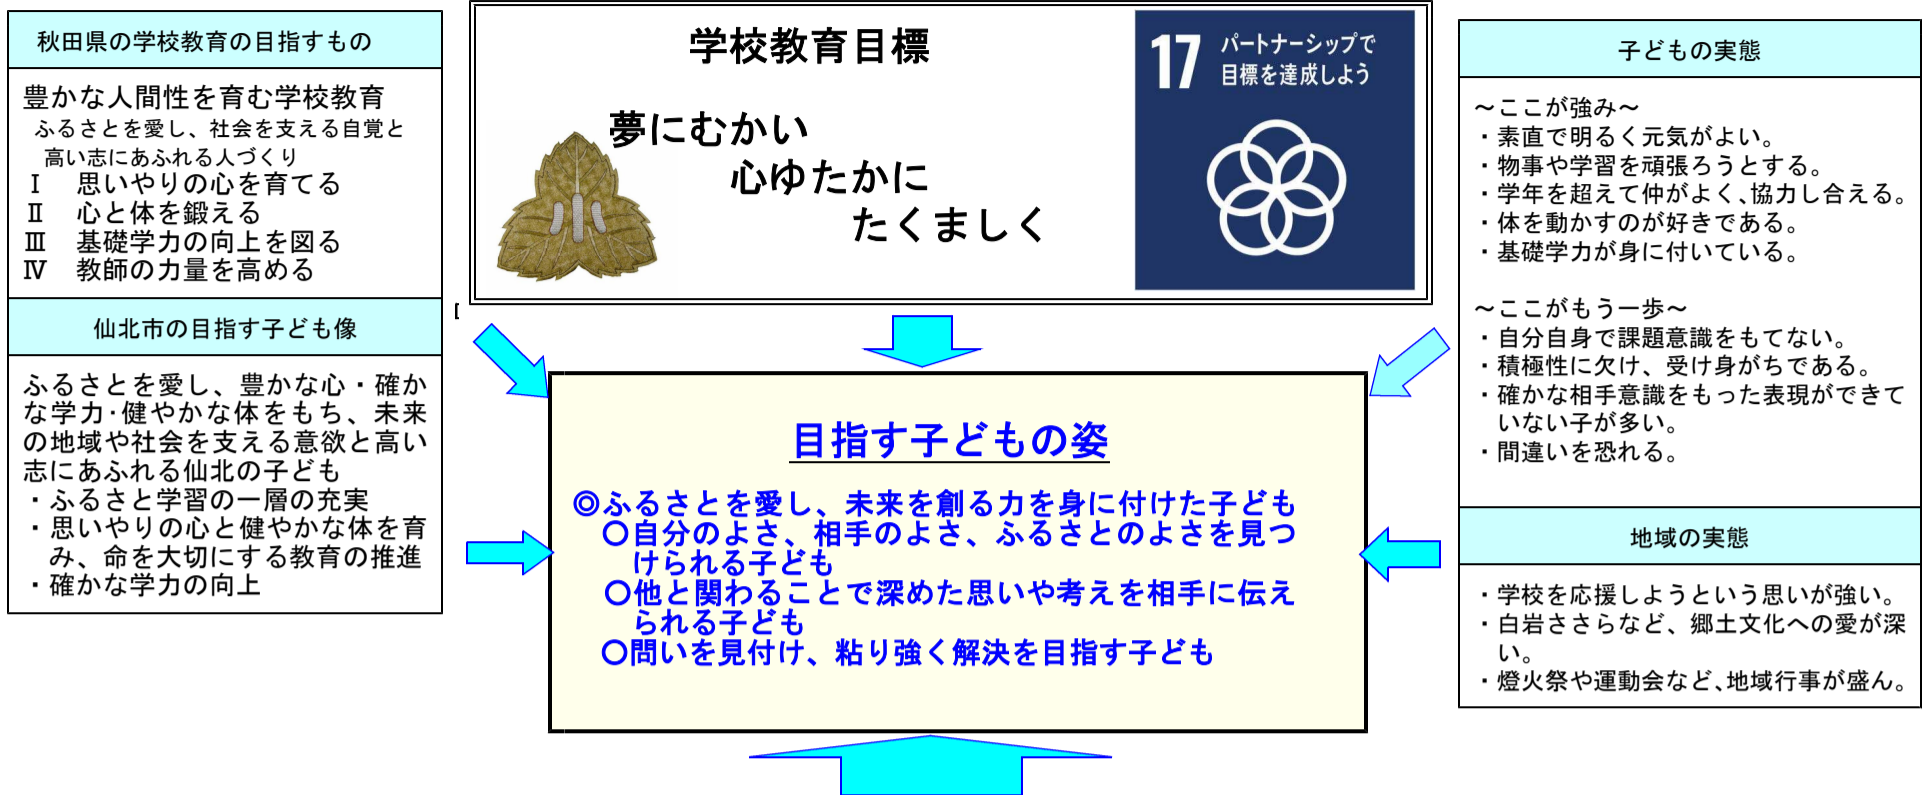 秋田県の学校教育の目指すもの
豊かな人間性を育む学校教育
ふるさとを愛し、社会を支える自覚と
高い志にあふれる人づくり
Ⅰ 思いやりの心を育てる
Ⅱ 心と体を鍛える
Ⅲ 基礎学力の向上を図る
Ⅳ 教師の力量を高める
仙北市の目指す子ども像
ふるさとを愛し、豊かな心・確か
な学力・健やかな体をもち、未来
の地域や社会を支える意欲と高い
志にあふれる仙北の子ども
・ふるさと学習の一層の充実
・思いやりの心と健やかな体を育
み、命を大切にする教育の推進
・確かな学力の向上
学校教育目標
夢にむかい
心ゆたかに
たくましく
17 パートナーシップで
目標を達成しよう
目指す子どもの姿
◎ふるさとを愛し、未来を創る力を身に付けた子ども
○自分のよさ、相手のよさ、ふるさとのよさを見つ
けられる子ども
○他と関わることで深めた思いや考えを相手に伝え
られる子ども
○問いを見付け、粘り強く解決を目指す子ども
子どもの実態
～ここが強み～
・素直で明るく元気がよい。
・物事や学習を頑張ろうとする。
・学年を超えて仲がよく、協力し合える。
・体を動かすのが好きである。
・基礎学力が身に付いている。
～ここがもう一歩～
・自分自身で課題意識をもてない。
・積極性に欠け、受け身がちである。
・確かな相手意識をもった表現ができて
いない子が多い。
・間違いを恐れる。
地域の実態
・学校を応援しようという思いが強い。
・白岩ささらなど、郷土文化への愛が深
い。
・燈火祭や運動会など、地域行事が盛ん。